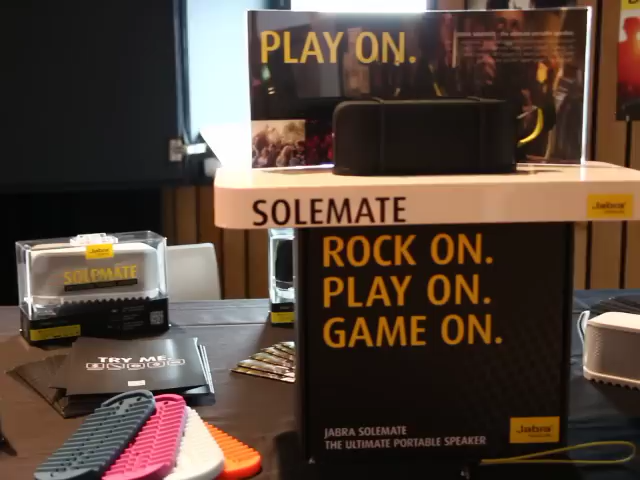 PLAY ON.
SOLEMATE
Jabra
ROCK ON.
PLAY ON.
GAME ON.
JABRA SOLEMATE
THE ULTIMATE PORTABLE SPEAKER
Jabra
Jabra
SOLEMATE
TRY ME.